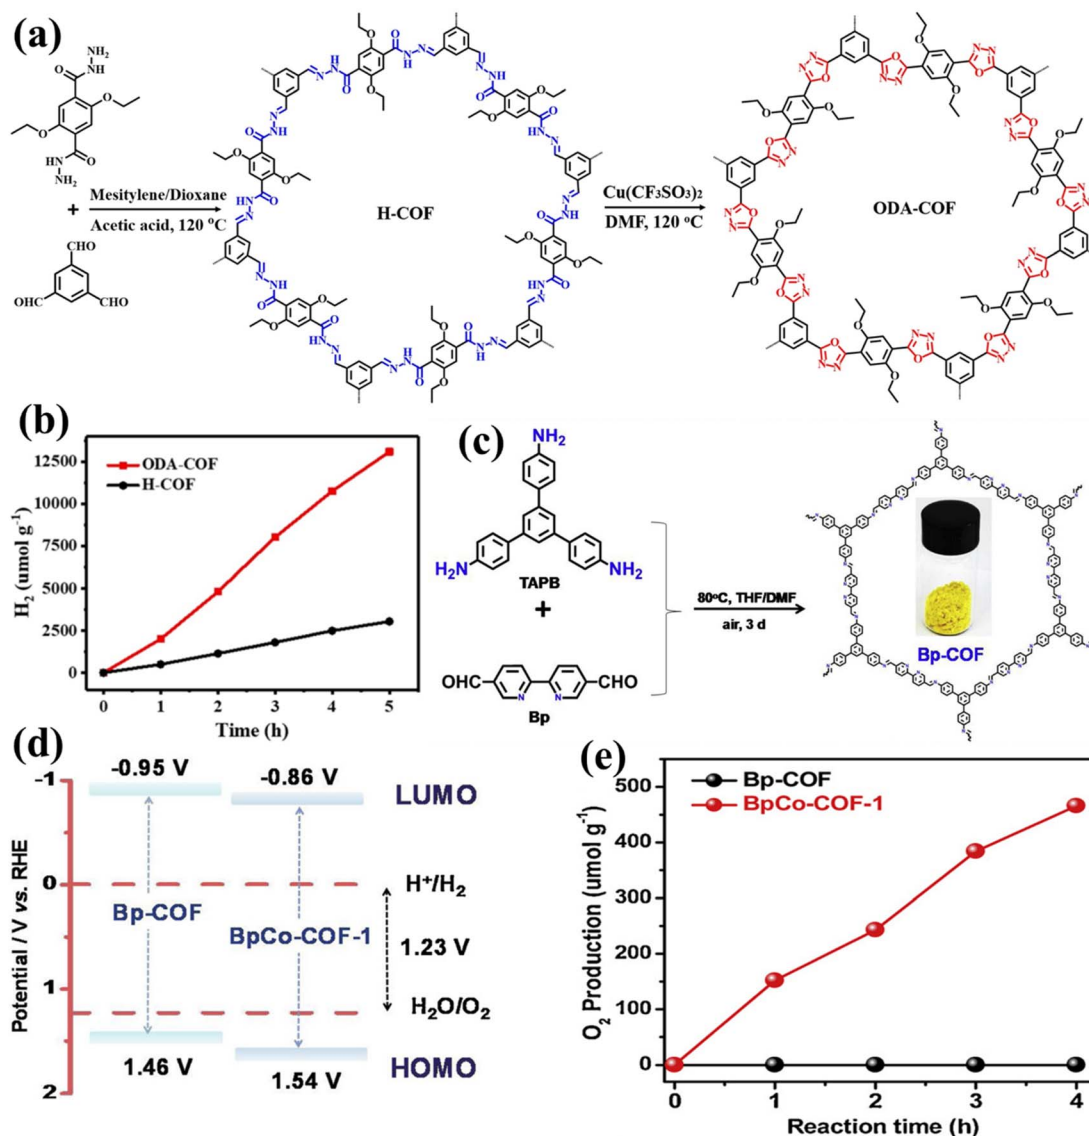 (a)
NH₂
HN
O
O
O
O
HN
NH₂
+
Mesitylene/Dioxane
Acetic acid, 120 °C
CHO
OHC
CHO
H-COF
Cu(CF₃SO₃)₂
DMF, 120 °C
ODA-COF
(b)
12500
10000
7500
5000
2500
0
H₂ (umol g⁻¹)
ODA-COF
H-COF
0 1 2 3 4 5
Time (h)
(c)
NH₂
H₂N
NH₂
TAPB
+
OHC
N
N
CHO
Bp
80°C, THF/DMF
air, 3 d
Bp-COF
(d)
Potential / V vs. RHE
-1
0
1
2
-0.95 V
-0.86 V
LUMO
H⁺/H₂
Bp-COF
BpCo-COF-1
1.23 V
H₂O/O₂
1.46 V
1.54 V
HOMO
(e)
O₂ Production (umol g⁻¹)
500
400
300
200
100
0
Bp-COF
BpCo-COF-1
0 1 2 3 4
Reaction time (h)